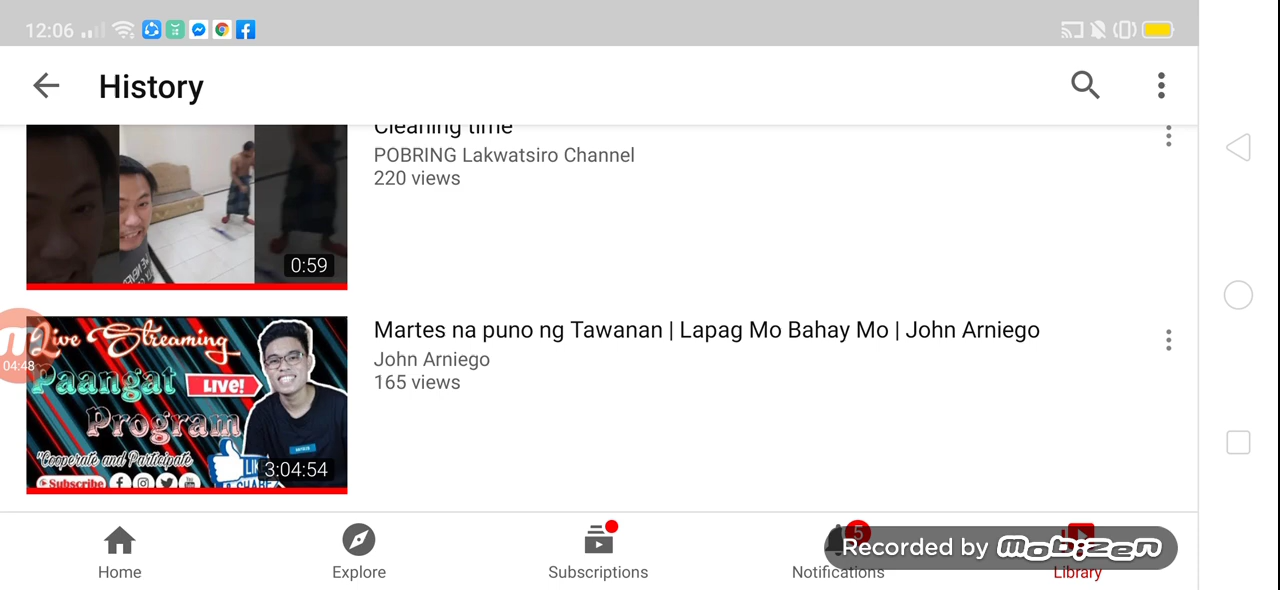 12:06
History
Cleaning time
POBRING Lakwatsiro Channel
220 views
0:59
Martes na puno ng Tawanan | Lapag Mo Bahay Mo | John Arniego
John Arniego
165 views
04:48
Live Streaming
Paangat
LIVE!
Program
"Cooperate and Participate
Subscribe
3:04:54
5
Recorded by mobizen
Home
Explore
Subscriptions
Notifications
Library